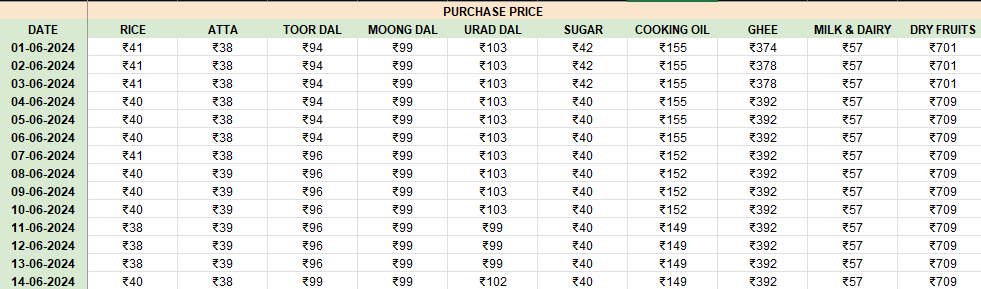 PURCHASE PRICE
DATE RICE ATTA TOOR DAL MOONG DAL URAD DAL SUGAR COOKING OIL GHEE MILK & DAIRY DRY FRUITS
01-06-2024 ₹41 ₹38 ₹94 ₹99 ₹103 ₹42 ₹155 ₹374 ₹57 ₹701
02-06-2024 ₹41 ₹38 ₹94 ₹99 ₹103 ₹42 ₹155 ₹378 ₹57 ₹701
03-06-2024 ₹41 ₹38 ₹94 ₹99 ₹103 ₹42 ₹155 ₹378 ₹57 ₹701
04-06-2024 ₹40 ₹38 ₹94 ₹99 ₹103 ₹40 ₹155 ₹392 ₹57 ₹709
05-06-2024 ₹40 ₹38 ₹94 ₹99 ₹103 ₹40 ₹155 ₹392 ₹57 ₹709
06-06-2024 ₹40 ₹38 ₹94 ₹99 ₹103 ₹40 ₹155 ₹392 ₹57 ₹709
07-06-2024 ₹41 ₹38 ₹96 ₹99 ₹103 ₹40 ₹152 ₹392 ₹57 ₹709
08-06-2024 ₹40 ₹39 ₹96 ₹99 ₹103 ₹40 ₹152 ₹392 ₹57 ₹709
09-06-2024 ₹40 ₹39 ₹96 ₹99 ₹103 ₹40 ₹152 ₹392 ₹57 ₹709
10-06-2024 ₹40 ₹39 ₹96 ₹99 ₹103 ₹40 ₹152 ₹392 ₹57 ₹709
11-06-2024 ₹38 ₹39 ₹96 ₹99 ₹99 ₹40 ₹149 ₹392 ₹57 ₹709
12-06-2024 ₹38 ₹39 ₹96 ₹99 ₹99 ₹40 ₹149 ₹392 ₹57 ₹709
13-06-2024 ₹38 ₹39 ₹96 ₹99 ₹99 ₹40 ₹149 ₹392 ₹57 ₹709
14-06-2024 ₹40 ₹38 ₹99 ₹99 ₹102 ₹40 ₹149 ₹392 ₹57 ₹709